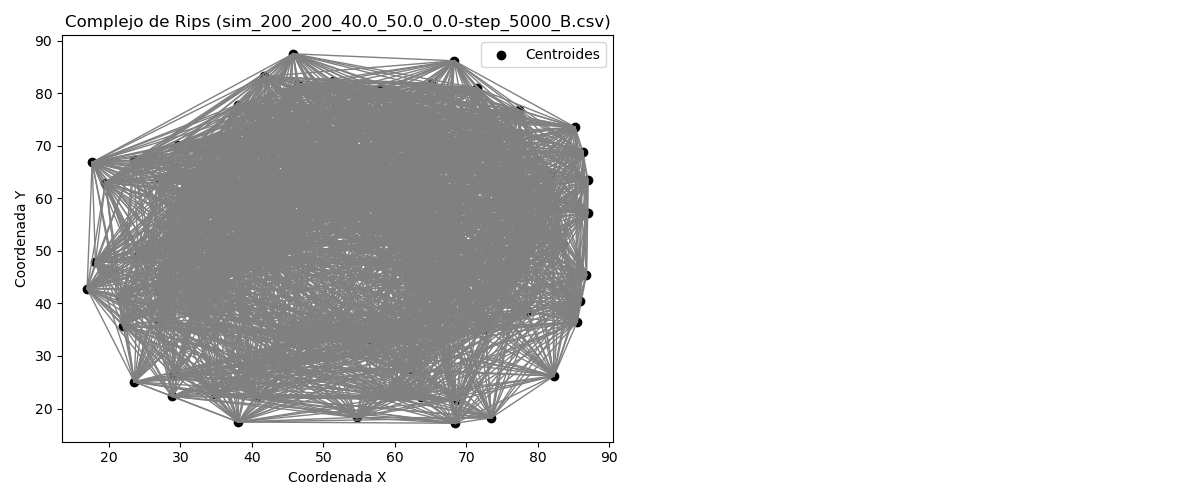 Complejo de Rips (sim_200_200_40.0_50.0_0.0-step_5000_B.csv)
Centroides
Coordenada Y
90
80
70
60
50
40
30
20
20 30 40 50 60 70 80 90
Coordenada X